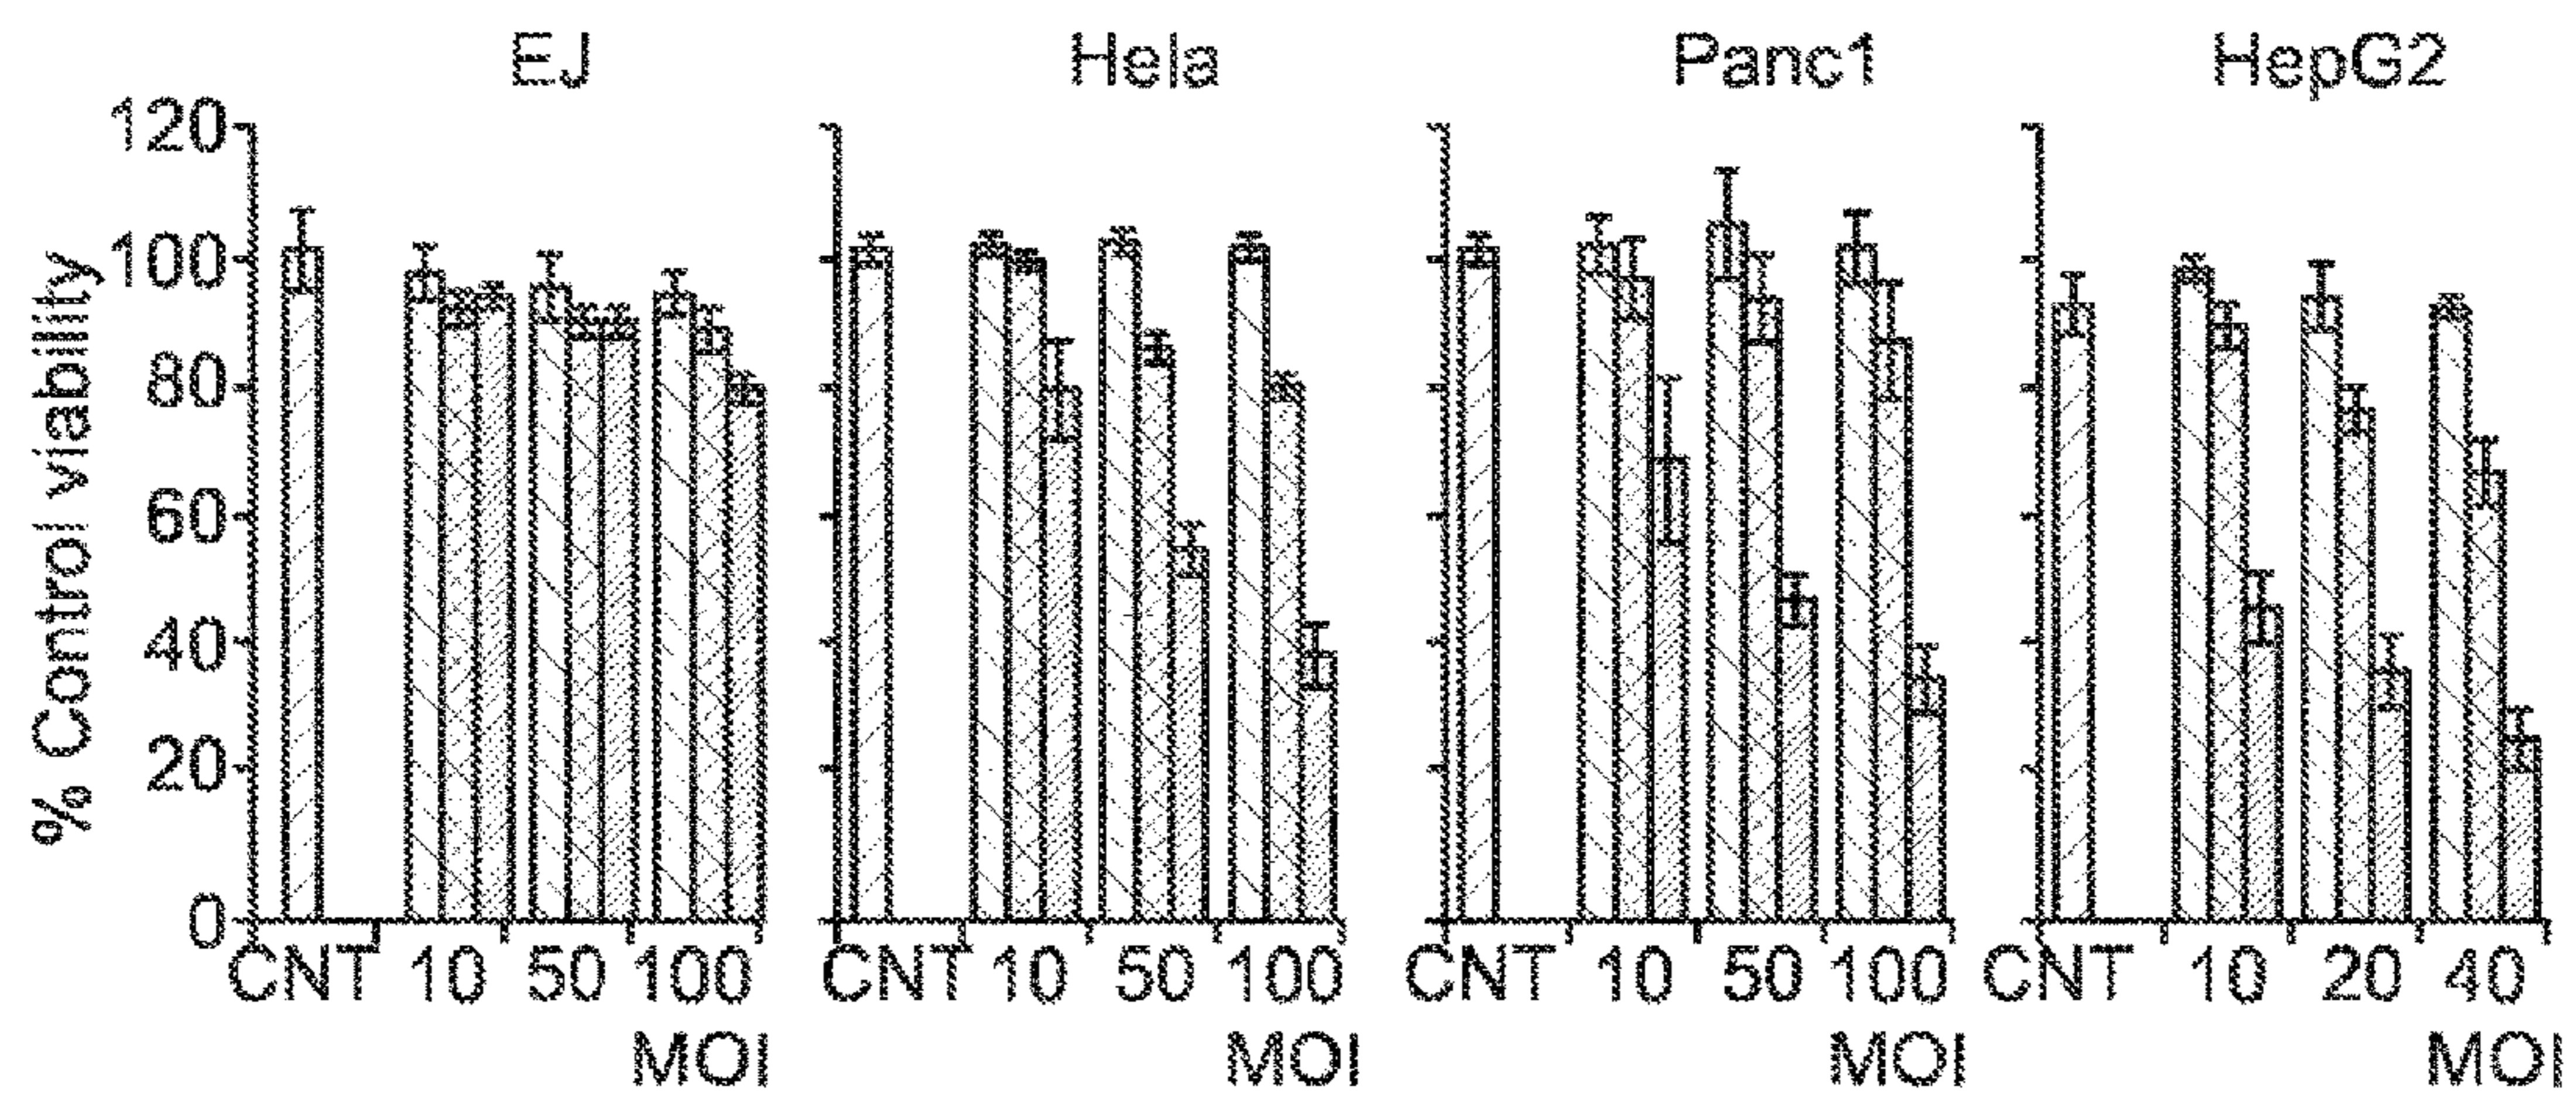 EJ Hela Panc1 HepG2
% Control viability
120
100
80
60
40
20
0
CNT 10 50 100 CNT 10 50 100 CNT 10 50 100 CNT 10 20 40
MOI MOI MOI MOI